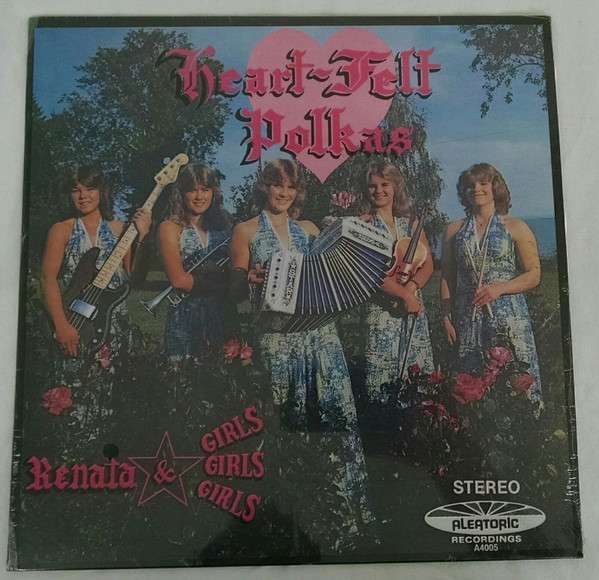 Heart-Felt
Polkas
Renata &
GIRLS
GIRLS
GIRLS
STEREO
ALEATORIC
RECORDINGS
A4005